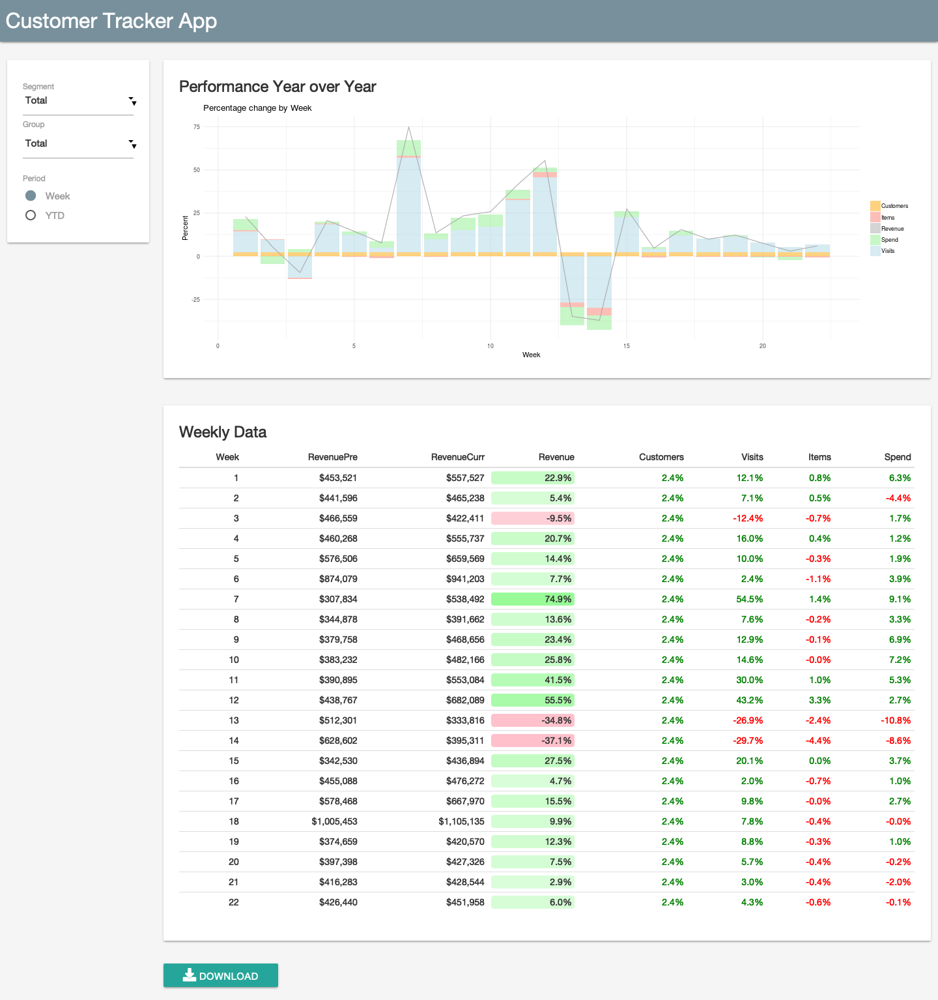 Customer Tracker App
Segment
Total
Group
Total
Period
Week
YTD
Performance Year over Year
Percentage change by Week
75
50
25
0
-25
Percent
0 5 10 15 20
Week
Customers
Items
Revenue
Spend
Visits
Weekly Data
Week RevenuePre RevenueCurr Revenue Customers Visits Items Spend
1 $453,521 $557,527 22.9% 2.4% 12.1% 0.8% 6.3%
2 $441,596 $465,238 5.4% 2.4% 7.1% 0.5% -4.4%
3 $466,559 $422,411 -9.5% 2.4% -12.4% -0.7% 1.7%
4 $460,268 $555,737 20.7% 2.4% 16.0% 0.4% 1.2%
5 $576,506 $659,569 14.4% 2.4% 10.0% -0.3% 1.9%
6 $874,079 $941,203 7.7% 2.4% 2.4% -1.1% 3.9%
7 $307,834 $538,492 74.9% 2.4% 54.5% 1.4% 9.1%
8 $344,878 $391,662 13.6% 2.4% 7.6% -0.2% 3.3%
9 $379,758 $468,656 23.4% 2.4% 12.9% -0.1% 6.9%
10 $383,232 $482,166 25.8% 2.4% 14.6% -0.0% 7.2%
11 $390,895 $553,084 41.5% 2.4% 30.0% 1.0% 5.3%
12 $438,767 $682,089 55.5% 2.4% 43.2% 3.3% 2.7%
13 $512,301 $333,816 -34.8% 2.4% -26.9% -2.4% -10.8%
14 $628,602 $395,311 -37.1% 2.4% -29.7% -4.4% -8.6%
15 $342,530 $436,894 27.5% 2.4% 20.1% 0.0% 3.7%
16 $455,088 $476,272 4.7% 2.4% 2.0% -0.7% 1.0%
17 $578,468 $667,970 15.5% 2.4% 9.8% -0.0% 2.7%
18 $1,005,453 $1,105,135 9.9% 2.4% 7.8% -0.4% -0.0%
19 $374,659 $420,570 12.3% 2.4% 8.8% -0.3% 1.0%
20 $397,398 $427,326 7.5% 2.4% 5.7% -0.4% -0.2%
21 $416,283 $428,544 2.9% 2.4% 3.0% -0.4% -2.0%
22 $426,440 $451,958 6.0% 2.4% 4.3% -0.6% -0.1%
DOWNLOAD